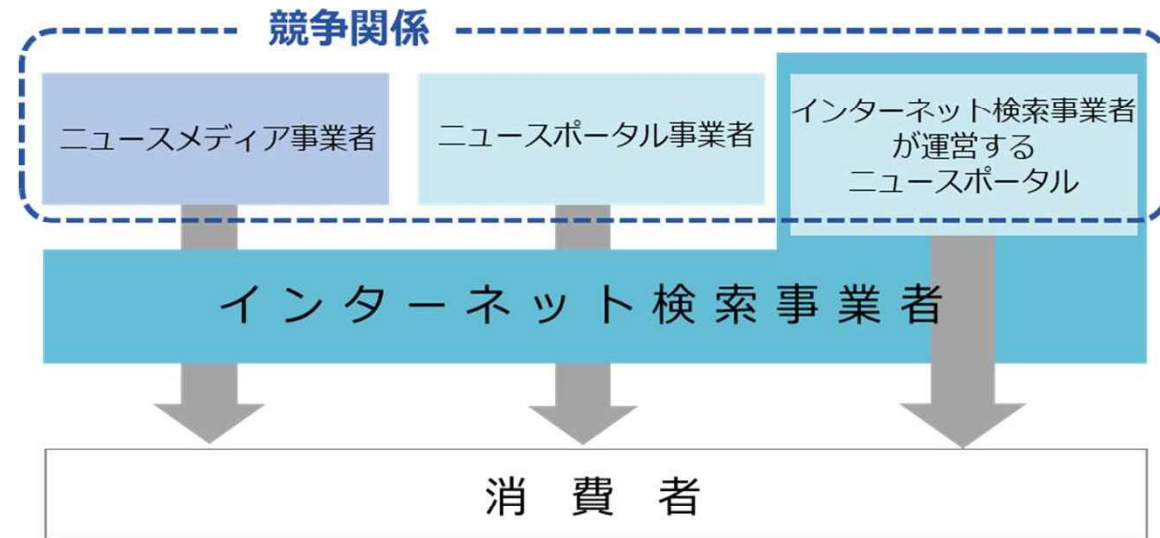 競争関係
ニュースメディア事業者
ニュースポータル事業者
インターネット検索事業者
が運営する
ニュースポータル
インターネット検索事業者
消費者